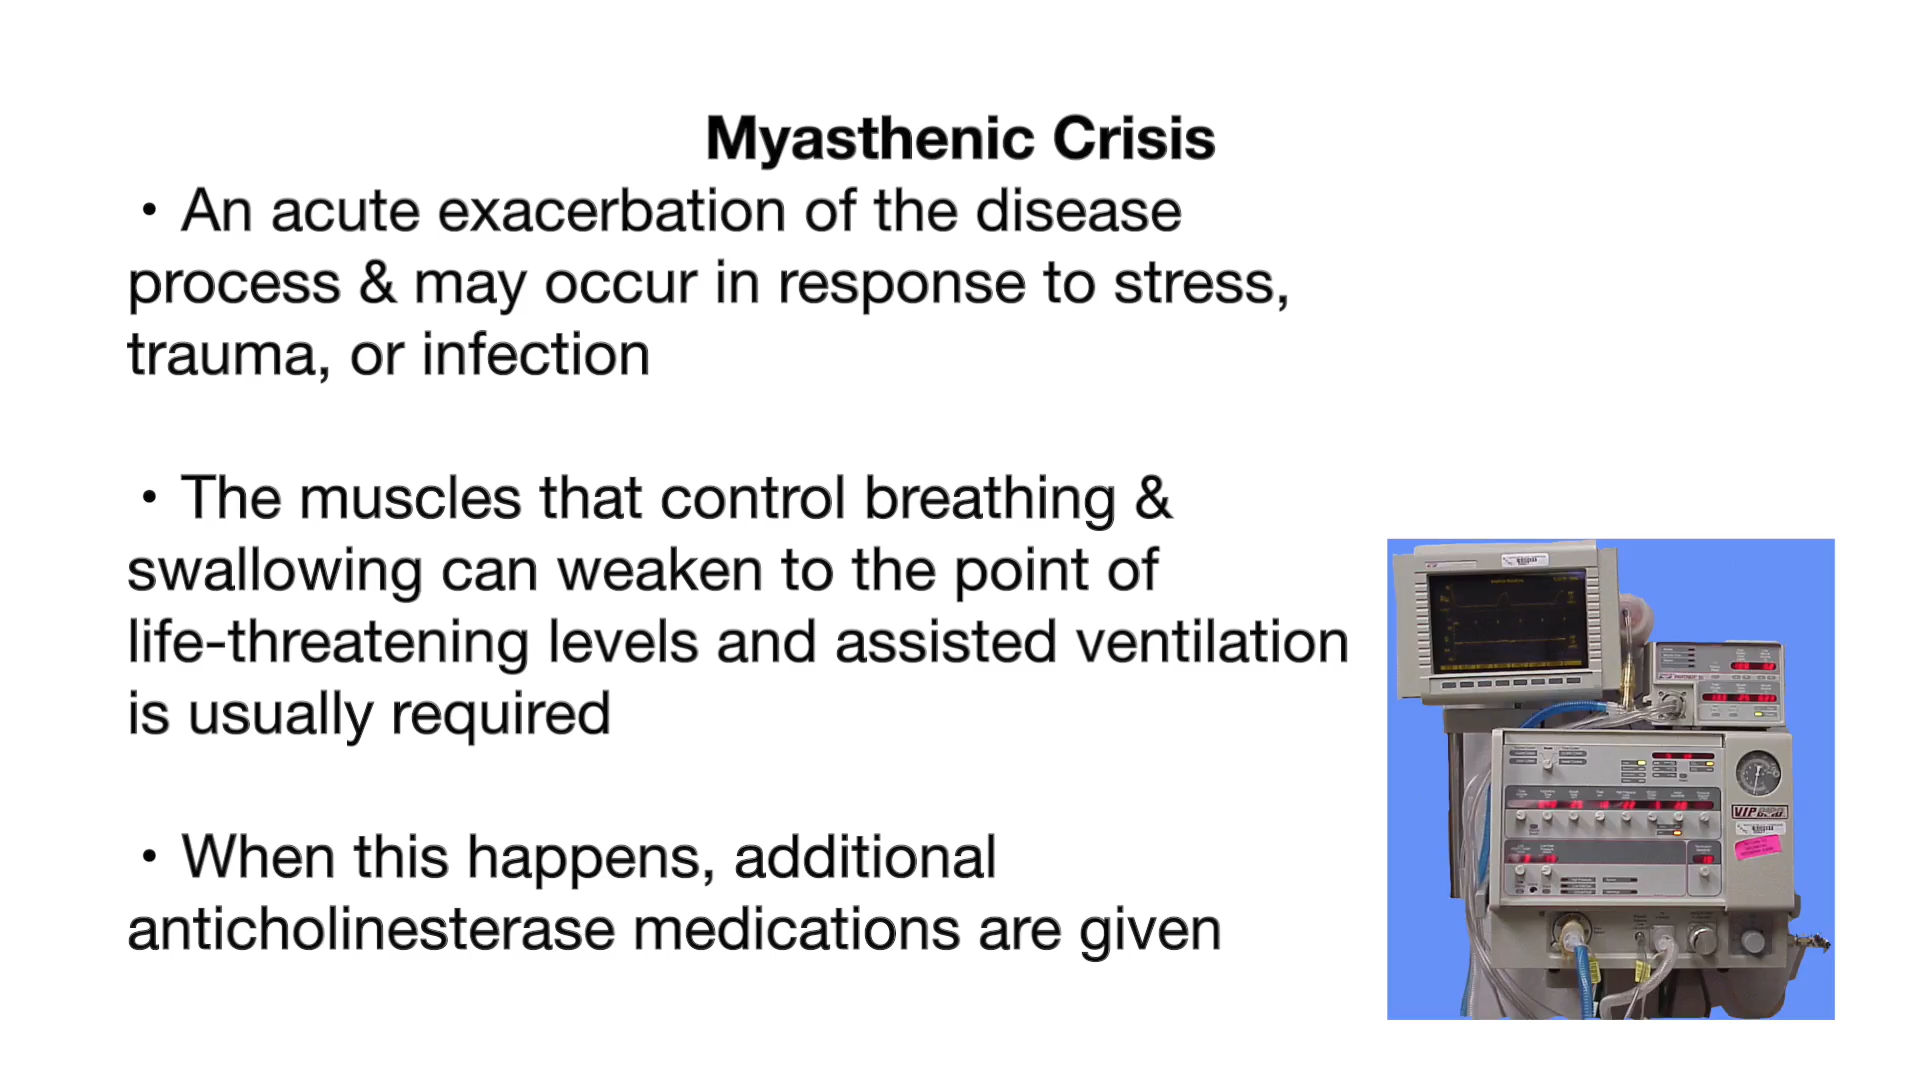 Myasthenic Crisis
• An acute exacerbation of the disease
process & may occur in response to stress,
trauma, or infection
• The muscles that control breathing &
swallowing can weaken to the point of
life-threatening levels and assisted ventilation
is usually required
• When this happens, additional
anticholinesterase medications are given
VIP BIRD